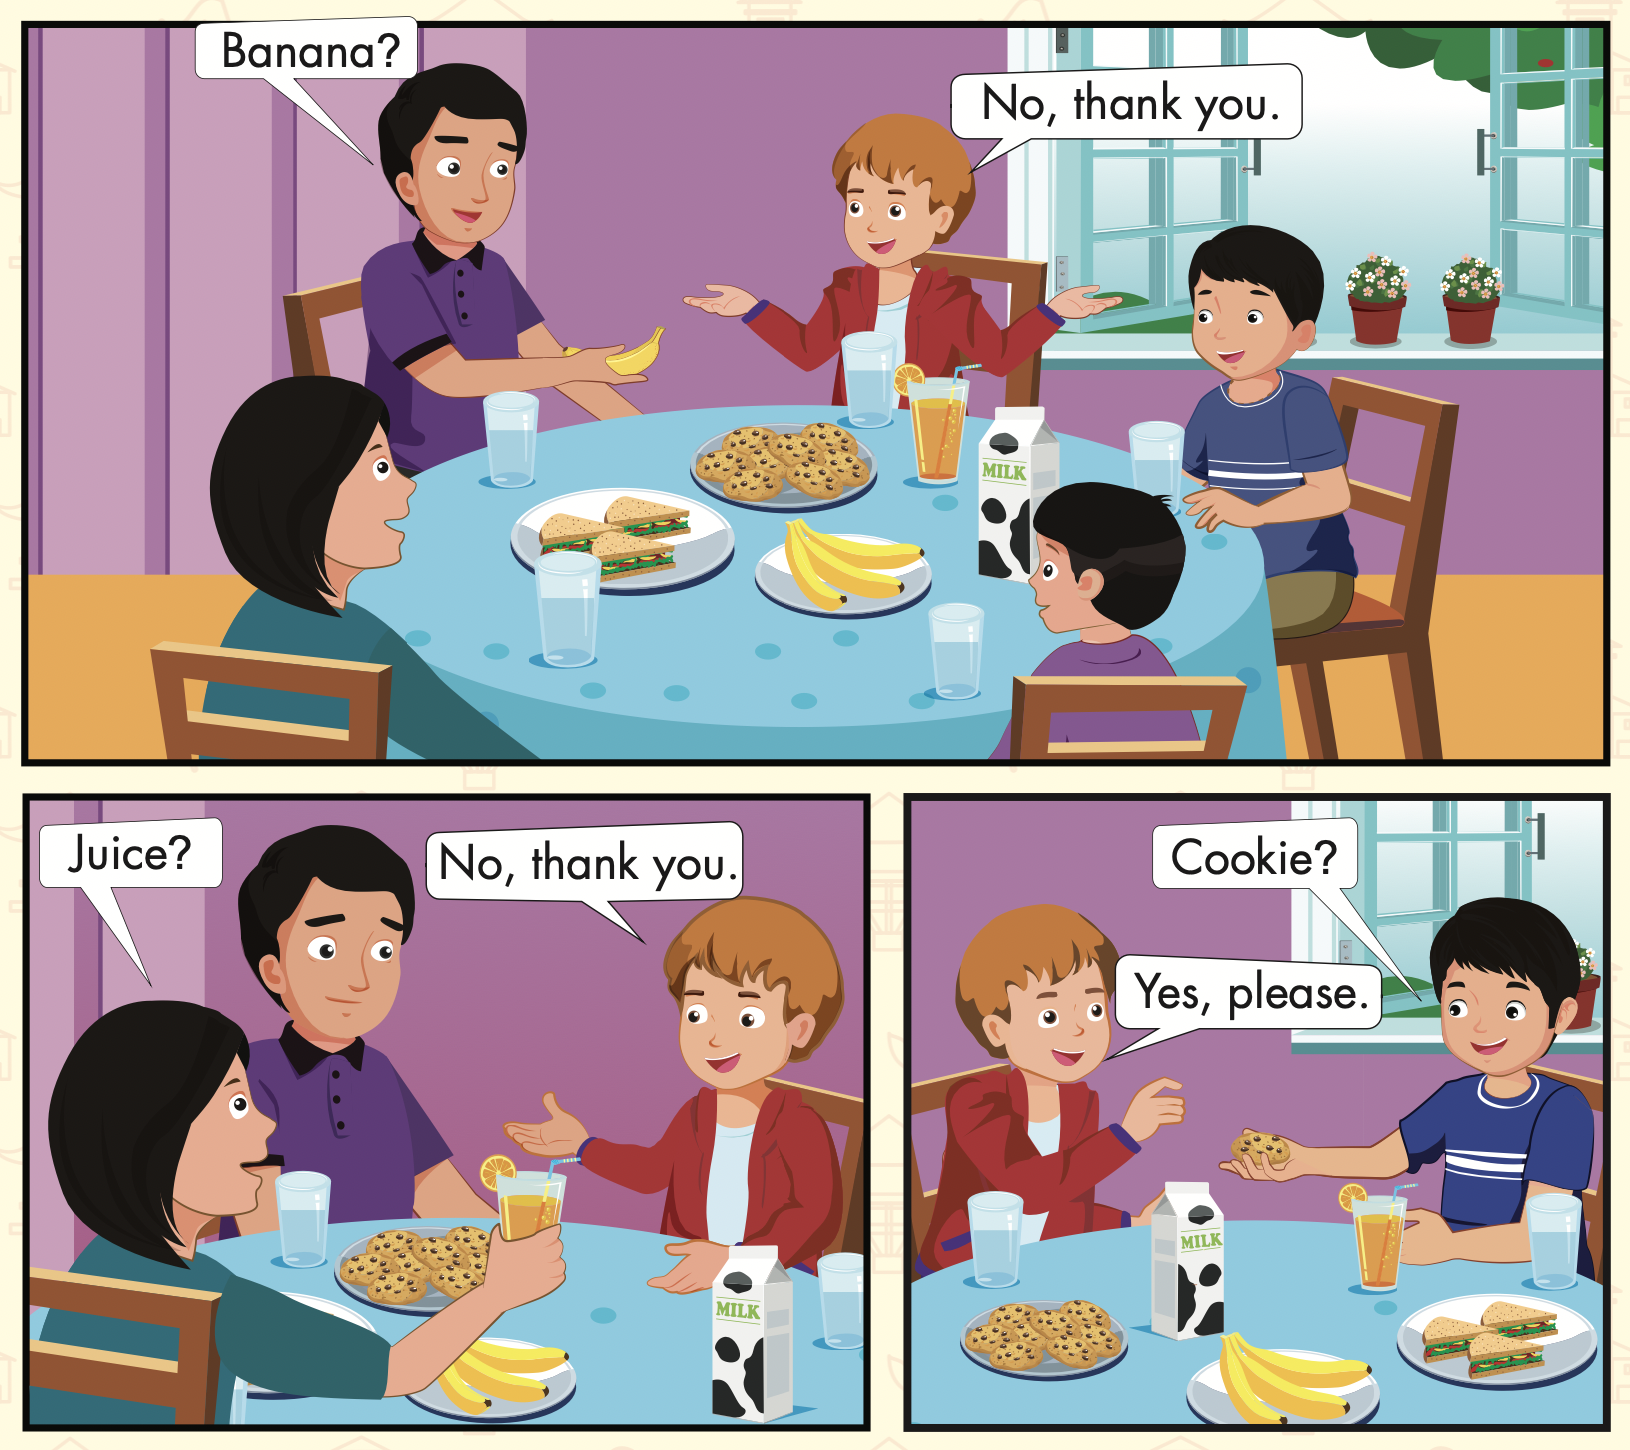 Banana?
No, thank you.
MILK
Juice?
No, thank you.
MILK
Cookie?
Yes, please.
MILK